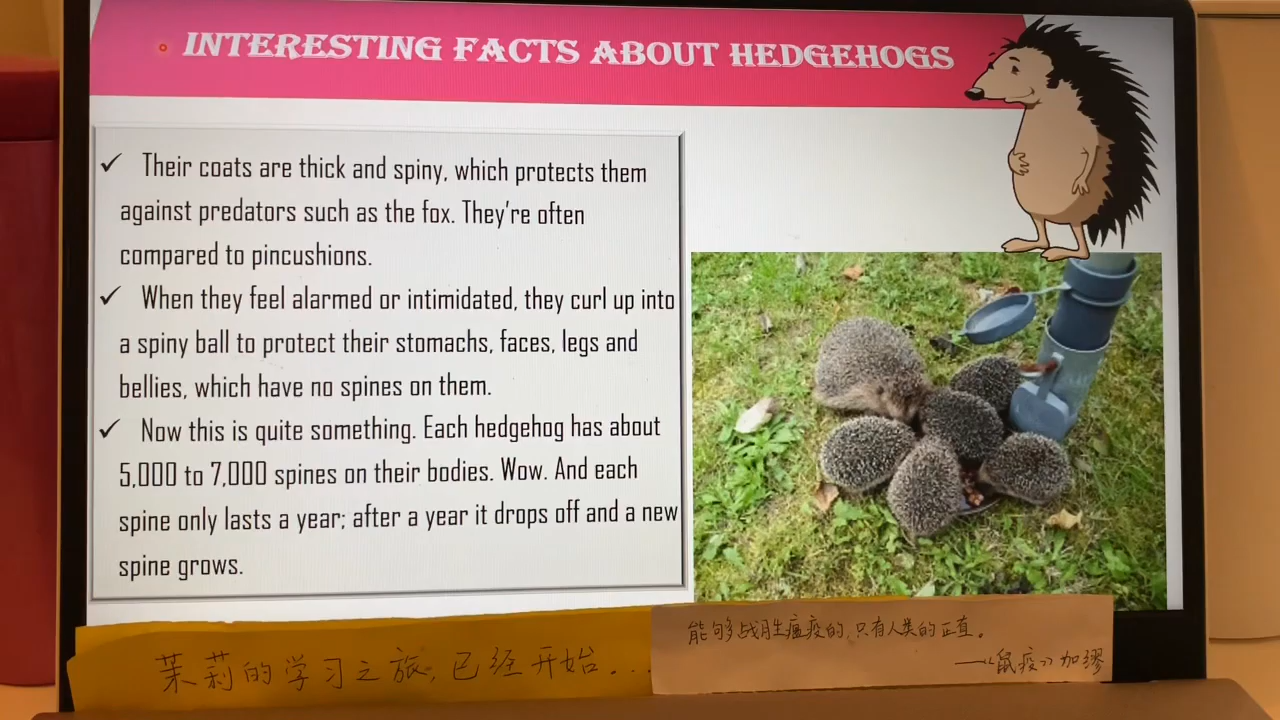 INTERESTING FACTS ABOUT HEDGEHOGS
✓ Their coats are thick and spiny, which protects them
against predators such as the fox. They're often
compared to pincushions.
✓ When they feel alarmed or intimidated, they curl up into
a spiny ball to protect their stomachs, faces, legs and
bellies, which have no spines on them.
✓ Now this is quite something. Each hedgehog has about
5,000 to 7,000 spines on their bodies. Wow. And each
spine only lasts a year; after a year it drops off and a new
spine grows.
茉莉的学习之旅,已经开始。...
能够战胜瘟疫的,只有人类的正直。
——《鼠疫》加缪